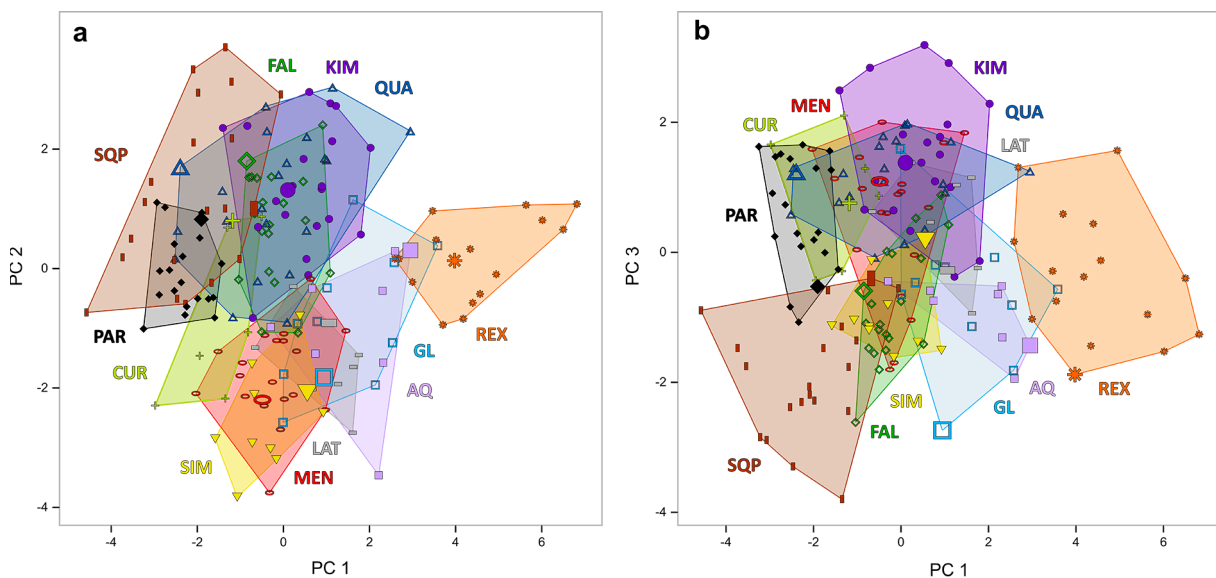 a
FAL
KIM
QUA
SQP
PAR
CUR
SIM
MEN
LAT
GL
AQ
REX
2
0
-2
-4
-4
-2
0
2
4
6
PC 1
PC 2
b
KIM
MEN
QUA
CUR
LAT
PAR
SIM
FAL
SQP
GL
AQ
REX
2
0
-2
-4
-4
-2
0
2
4
6
PC 1
PC 3